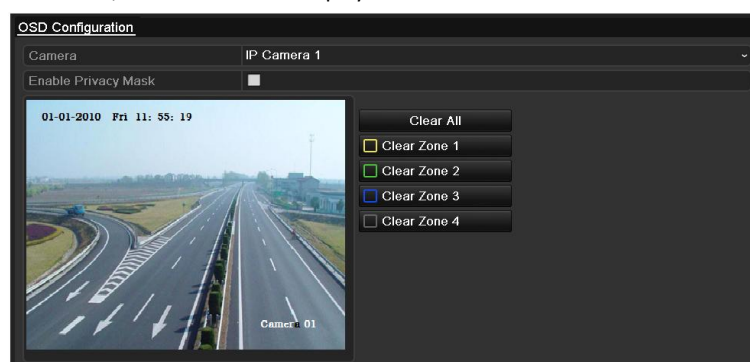 OSD Configuration
Camera IP Camera 1
Enable Privacy Mask
01-01-2010 Fri 11: 55: 19
Clear All
Clear Zone 1
Clear Zone 2
Clear Zone 3
Clear Zone 4
Camera 01